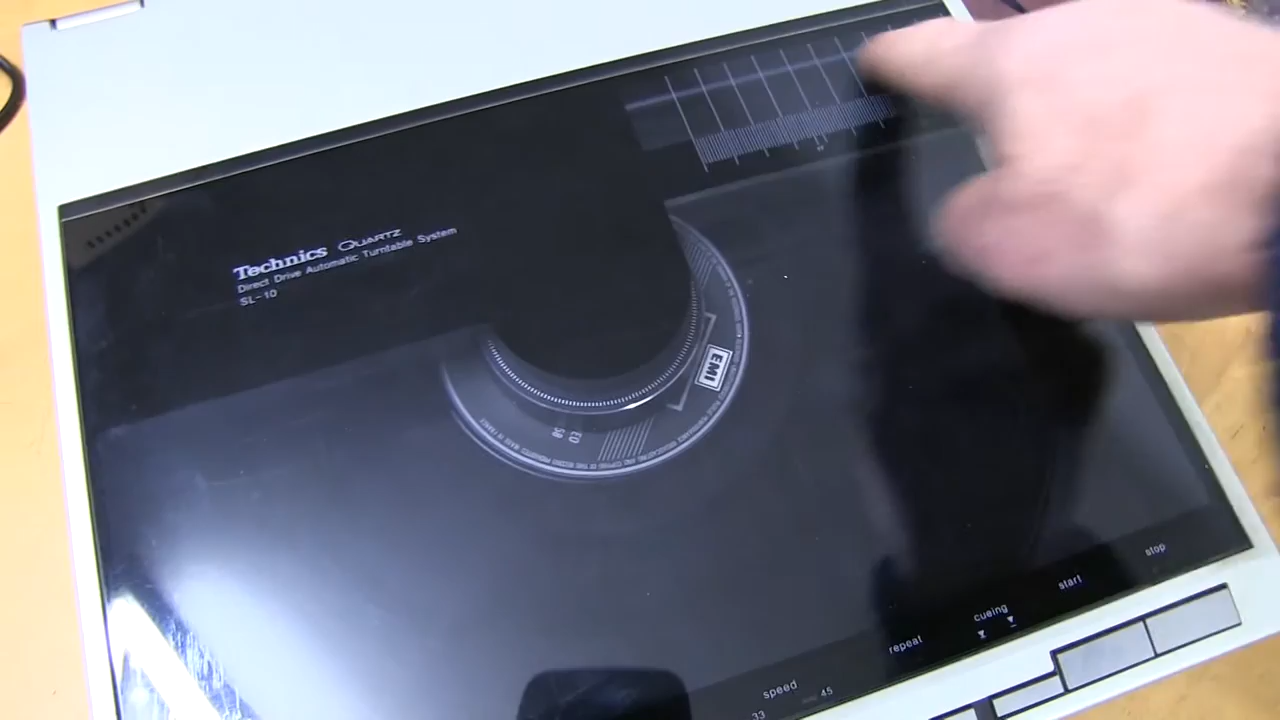 Technics QUARTZ
Direct Drive Automatic Turntable System
SL-10
EMI
stop
start
cueing
repeat
speed
33 45